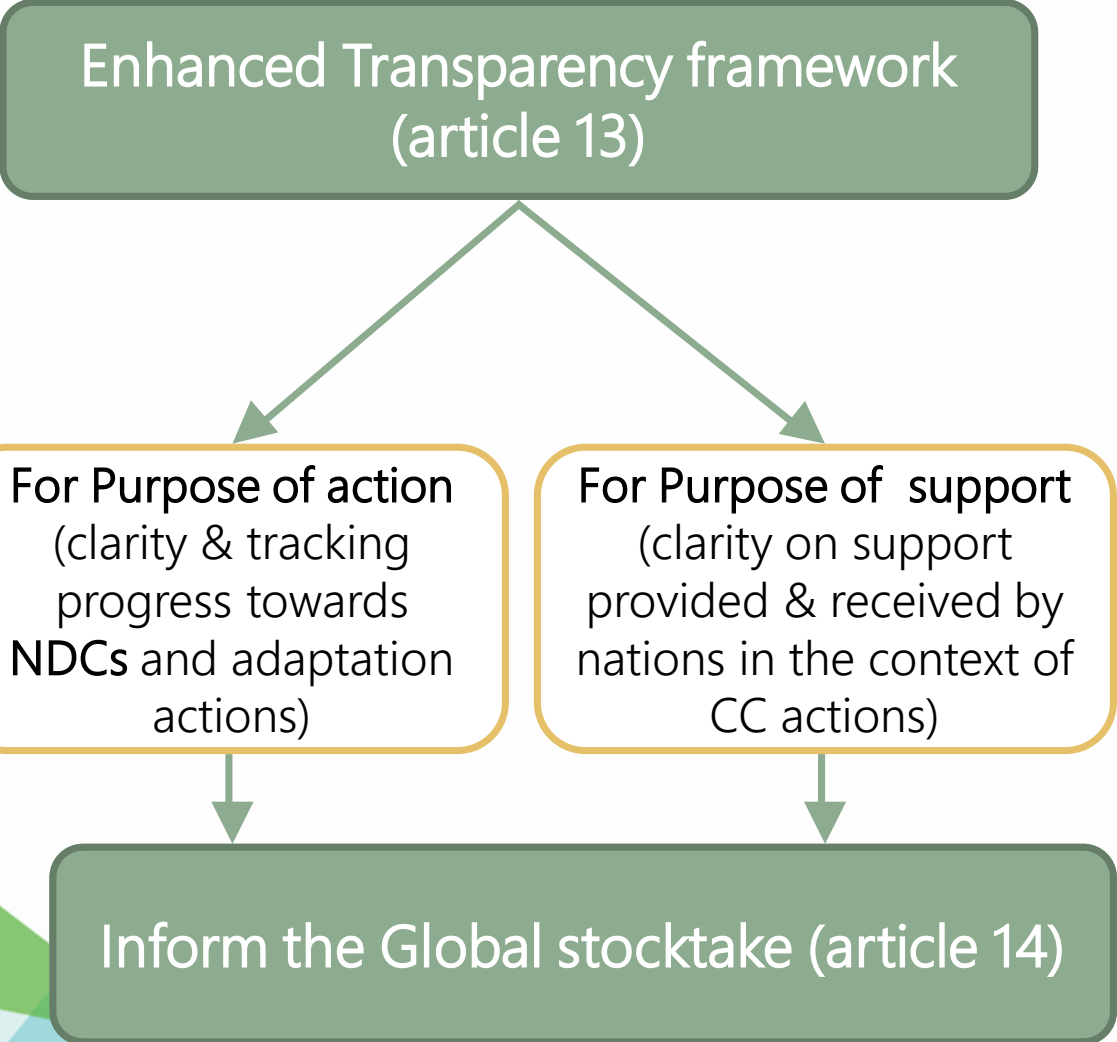 Enhanced Transparency framework
(article 13)
For Purpose of action
(clarity & tracking
progress towards
NDCs and adaptation
actions)
For Purpose of  support
(clarity on support
provided & received by
nations in the context of
CC actions)
Inform the Global stocktake (article 14)